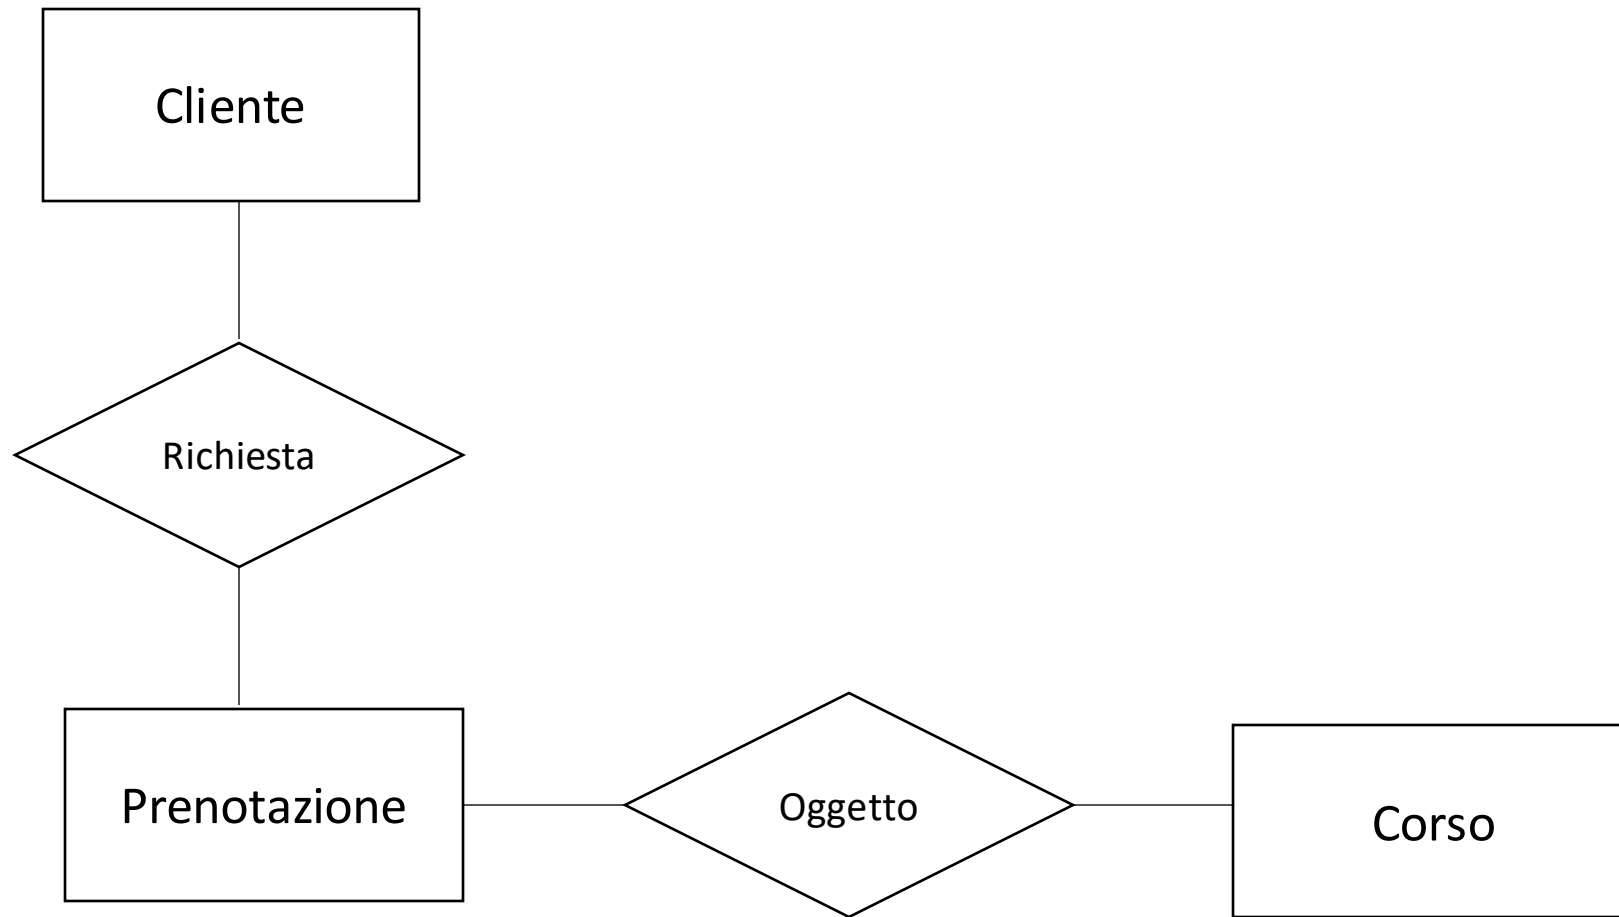 Cliente
Richiesta
Prenotazione
Oggetto
Corso